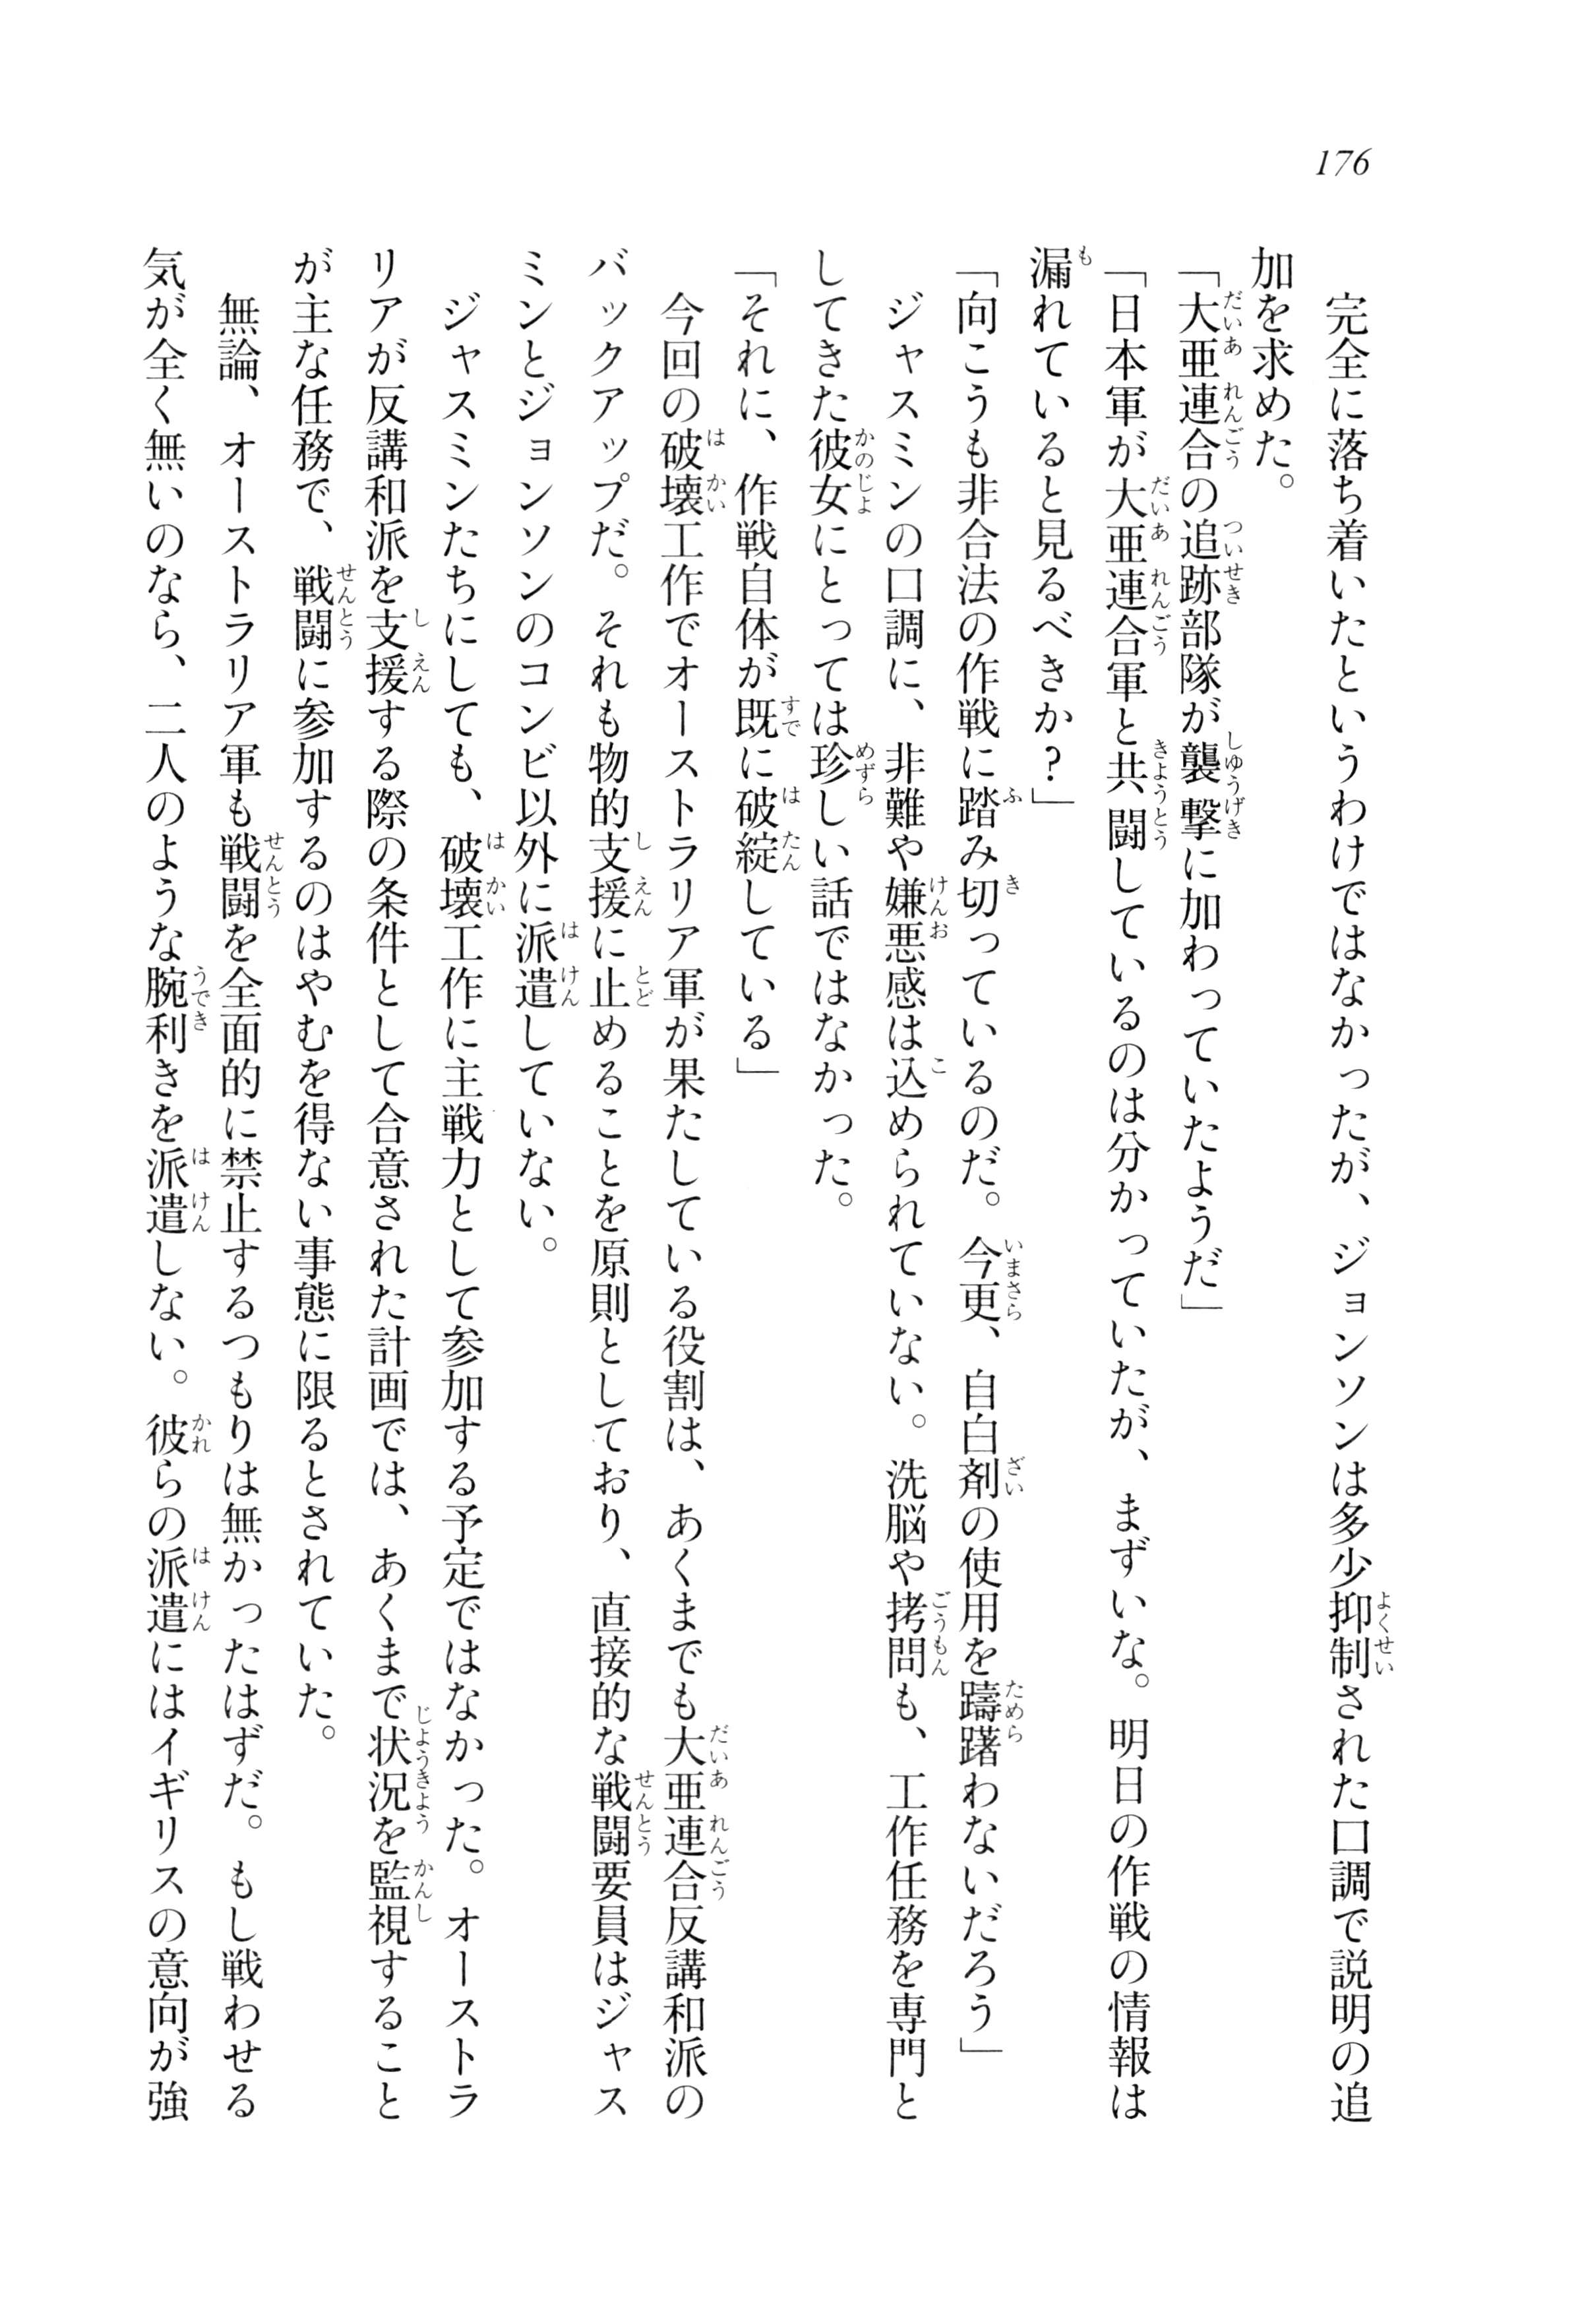 176
　完全に落ち着いたというわけではなかったが、ジョンソンは多少抑制された口調で説明の追
加を求めた。
「大亜連合の追跡部隊が襲撃に加わっていたようだ」
「日本軍が大亜連合軍と共闘しているのは分かっていたが、まずいな。明日の作戦の情報は
漏れていると見るべきか？」
「向こうも非合法の作戦に踏み切っているのだ。今更、自白剤の使用を躊躇わないだろう」
　ジャスミンの口調に、非難や嫌悪感は込められていない。洗脳や拷問も、工作任務を専門と
してきた彼女にとっては珍しい話ではなかった。
「それに、作戦自体が既に破綻している」
　今回の破壊工作でオーストラリア軍が果たしている役割は、あくまでも大亜連合反講和派の
バックアップだ。それも物的支援に止めることを原則としており、直接的な戦闘要員はジャス
ミンとジョンソンのコンビ以外に派遣していない。
　ジャスミンたちにしても、破壊工作に主戦力として参加する予定ではなかった。オーストラ
リアが反講和派を支援する際の条件として合意された計画では、あくまで状況を監視すること
が主な任務で、戦闘に参加するのはやむを得ない事態に限るとされていた。
　無論、オーストラリア軍も戦闘を全面的に禁止するつもりは無かったはずだ。もし戦わせる
気が全く無いのなら、二人のような腕利きを派遣しない。彼らの派遣にはイギリスの意向が強